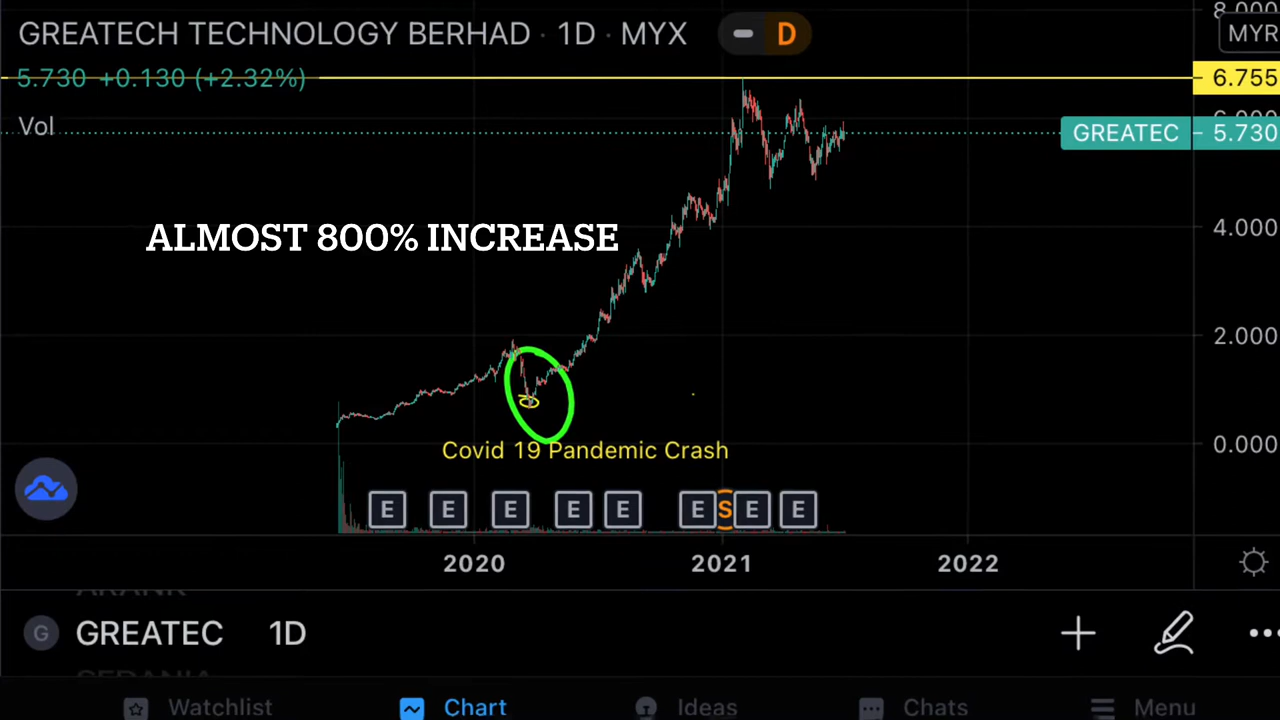 8.000
GREATECH TECHNOLOGY BERHAD · 1D · MYX
D
MYR
5.730 +0.130 (+2.32%)
6.755
Vol
6.000
GREATEC 5.730
ALMOST 800% INCREASE
4.000
2.000
Covid 19 Pandemic Crash
0.000
E E E E E E S E E
2020 2021 2022
G GREATEC 1D
Watchlist Chart Ideas Chats Menu